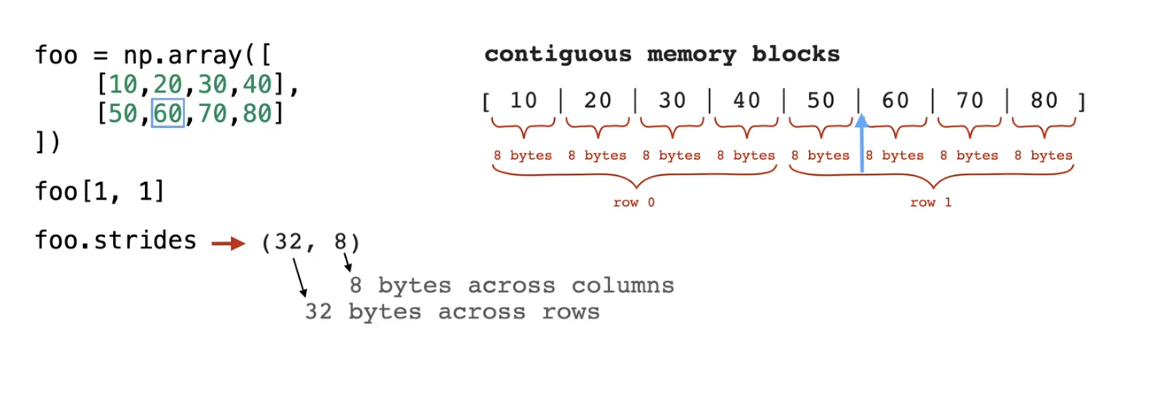 foo = np.array([
[10,20,30,40],
[50,60,70,80]
])
foo[1, 1]
foo.strides → (32, 8)
8 bytes across columns
32 bytes across rows
contiguous memory blocks
[ 10 | 20 | 30 | 40 | 50 | 60 | 70 | 80 ]
8 bytes 8 bytes 8 bytes 8 bytes 8 bytes 8 bytes 8 bytes 8 bytes
row 0 row 1